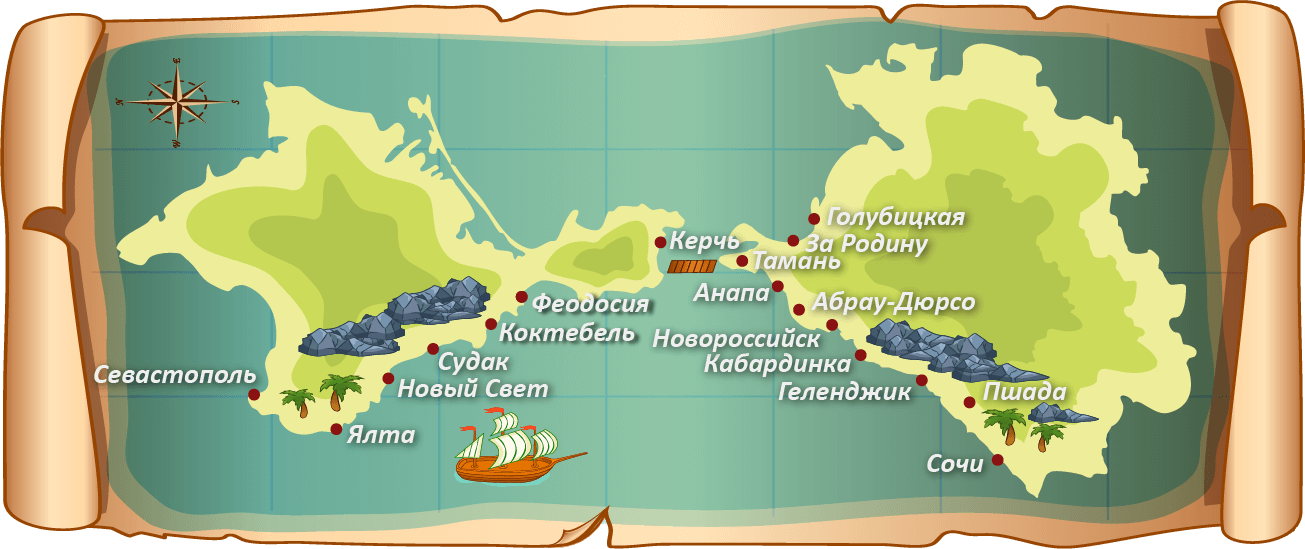 E
N
S
W
Голубицкая
Керчь
За Родину
Тамань
Анапа
Абрау-Дюрсо
Феодосия
Коктебель
Новороссийск
Судак
Кабардинка
Севастополь
Новый Свет
Геленджик
Пшада
Ялта
Сочи